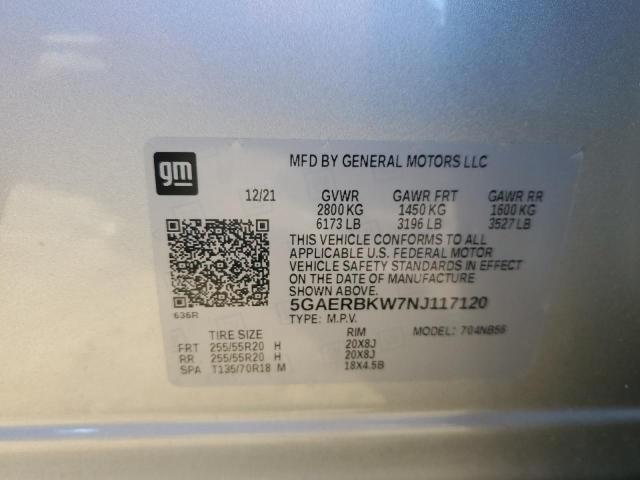 gm
MFD BY GENERAL MOTORS LLC
12/21 GVWR GAWR FRT GAWR RR
2800 KG 1450 KG 1600 KG
6173 LB 3196 LB 3527 LB
THIS VEHICLE CONFORMS TO ALL
APPLICABLE U.S. FEDERAL MOTOR
VEHICLE SAFETY STANDARDS IN EFFECT
ON THE DATE OF MANUFACTURE
SHOWN ABOVE.
636R
5GAERBKW7NJ117120
TYPE: M.P.V. MODEL: 704NB56
TIRE SIZE RIM
FRT 255/55R20 H 20X8J
RR 255/55R20 H 20X8J
SPA T135/70R18 M 18X4.5B